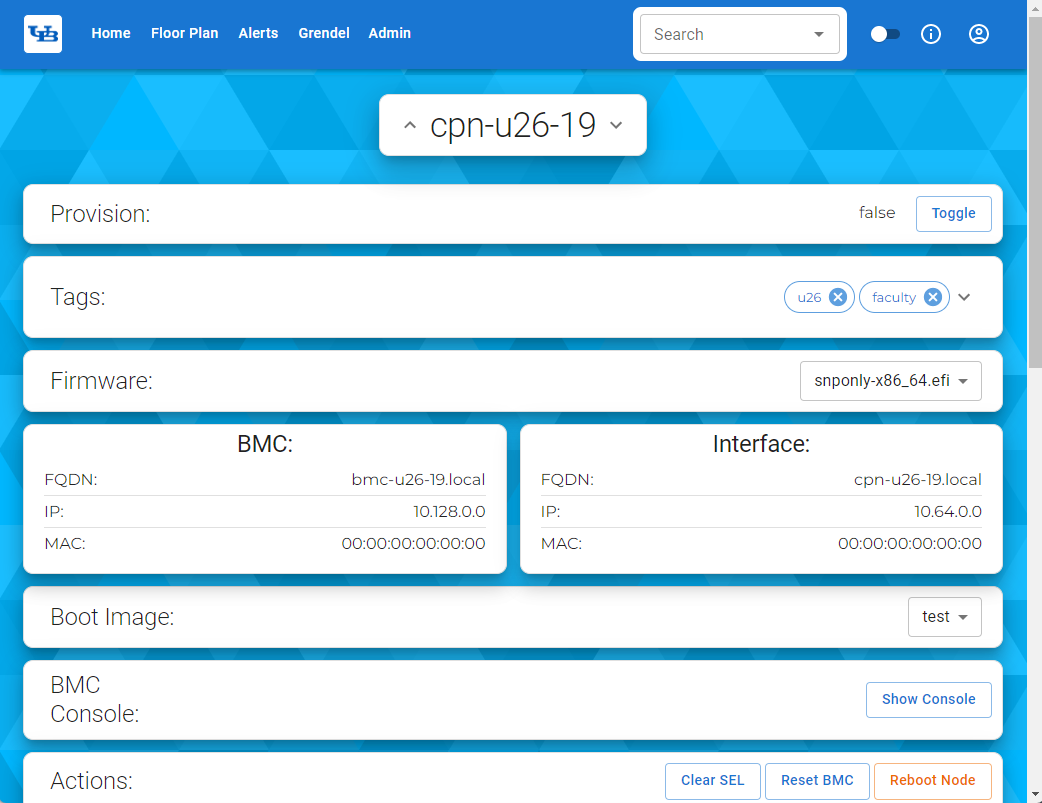 UB Home Floor Plan Alerts Grendel Admin Search
cpn-u26-19
Provision: false Toggle
Tags: u26 faculty
Firmware: snponly-x86_64.efi
BMC:
FQDN: bmc-u26-19.local
IP: 10.128.0.0
MAC: 00:00:00:00:00:00
Interface:
FQDN: cpn-u26-19.local
IP: 10.64.0.0
MAC: 00:00:00:00:00:00
Boot Image: test
BMC
Console: Show Console
Actions: Clear SEL Reset BMC Reboot Node